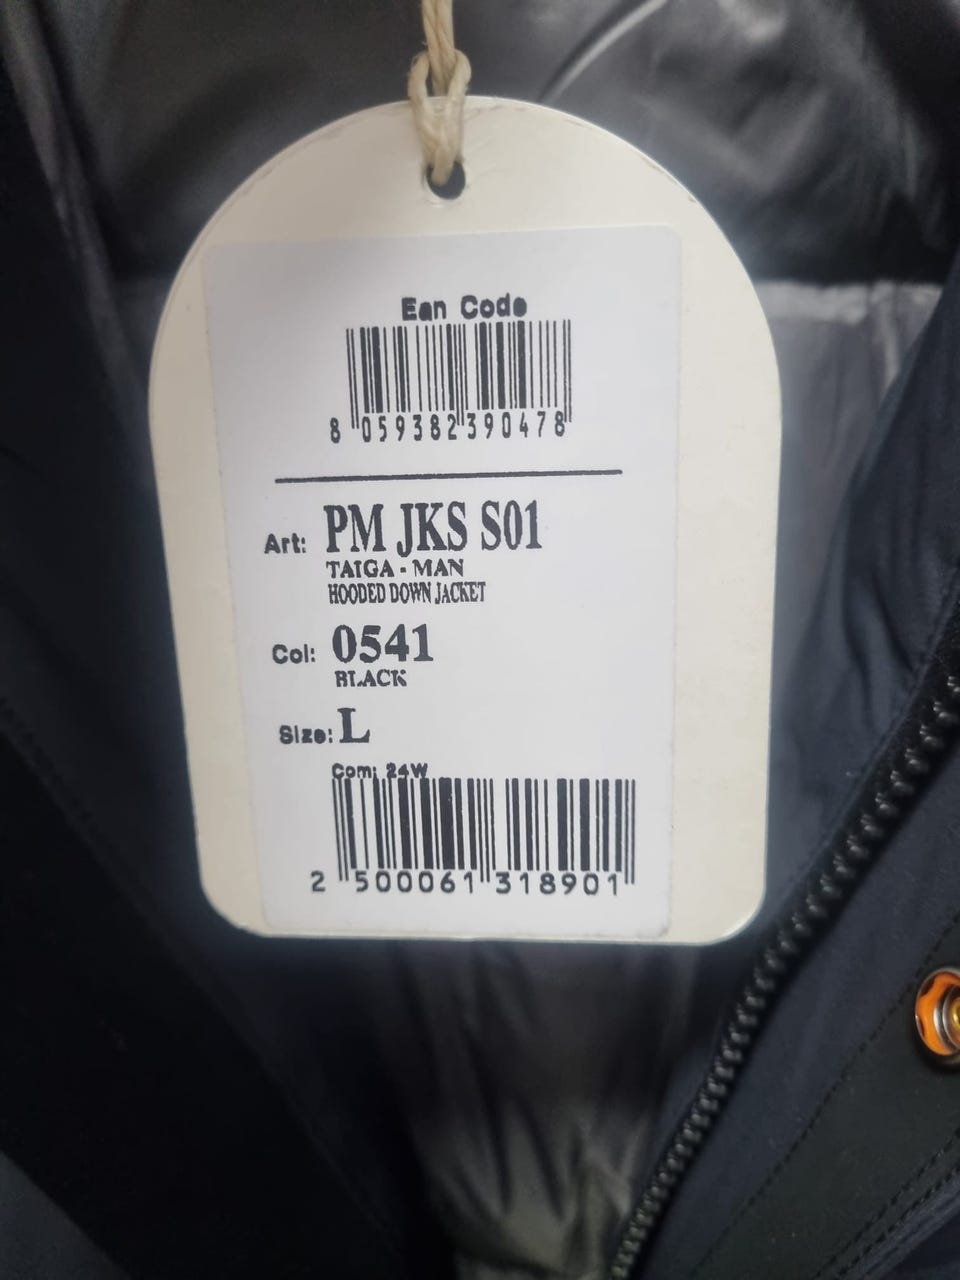 Ean Code
8 059382 390478
Art: PM JKS S01
TAIGA - MAN
HOODED DOWN JACKET
Col: 0541
BLACK
Size: L
Com: 24W
2 500061 318901